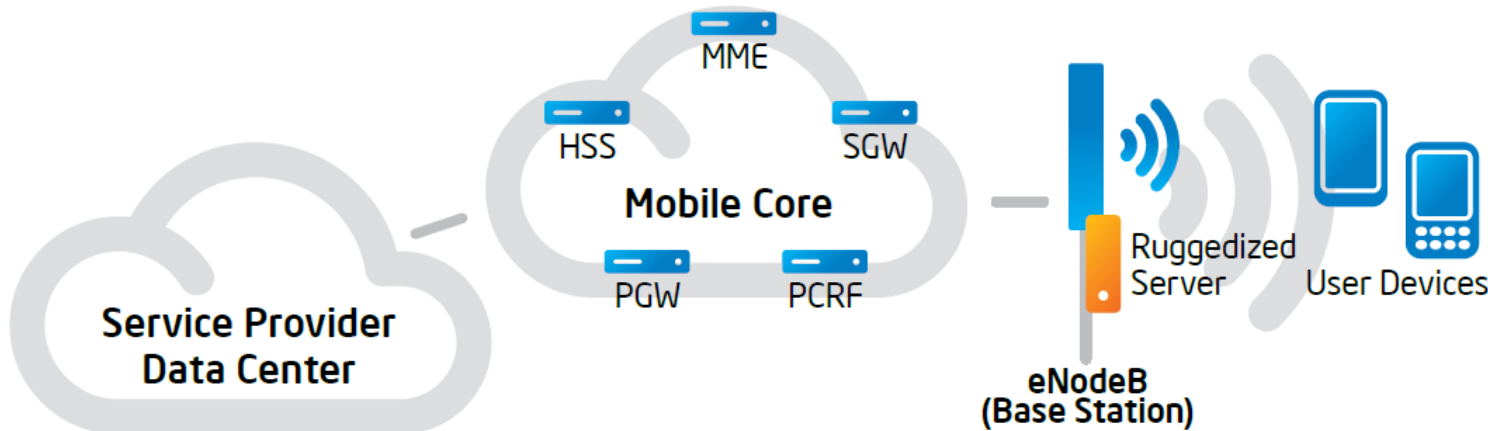 MME
HSS
SGW
Mobile Core
PGW
PCRF
Service Provider
Data Center
Ruggedized
Server
User Devices
eNodeB
(Base Station)